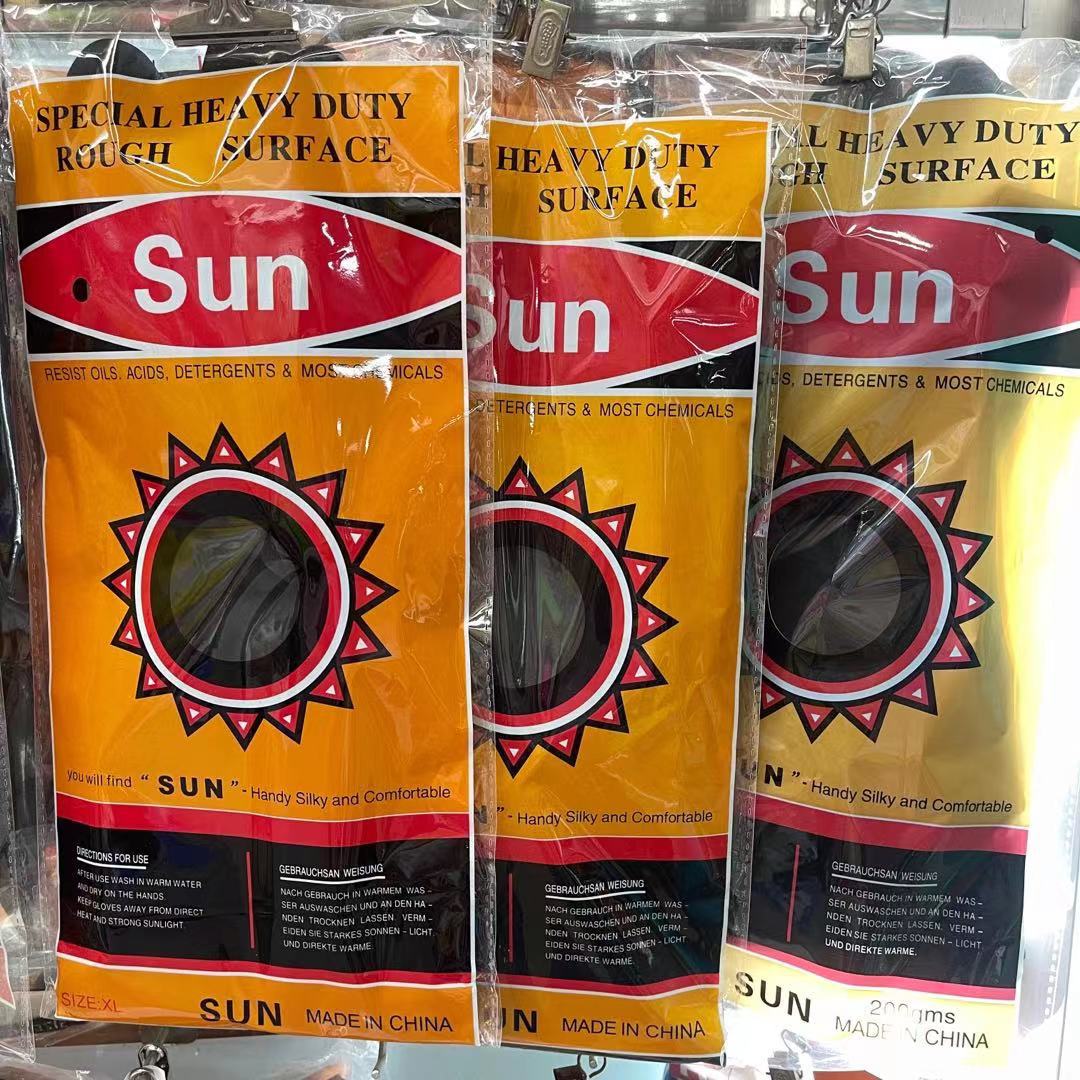 SPECIAL HEAVY DUTY
ROUGH SURFACE
Sun
RESIST OILS. ACIDS, DETERGENTS & MOST CHEMICALS
you will find “SUN”- Handy Silky and Comfortable
DIRECTIONS FOR USE
AFTER USE WASH IN WARM WATER
AND DRY ON THE HANDS.
KEEP GLOVES AWAY FROM DIRECT
HEAT AND STRONG SUNLIGHT
GEBRAUCHSAN WEISUNG
NACH GEBRAUCH IN WARMEM WAS –
SER AUSWASCHEN UND AN DEN HA –
NDEN TROCKNEN LASSEN. VERM –
EIDEN SIE STARKES SONNEN – LICHT.
UND DIREKTE WARME.
SIZE:XL
SUN MADE IN CHINA
HEAVY DUTY
SURFACE
Sun
DETERGENTS & MOST CHEMICALS
” - Handy Silky and Comfortable
GEBRAUCHSAN WEISUNG
NACH GEBRAUCH IN WARMEM WAS –
SER AUSWASCHEN UND AN DEN HA –
NDEN TROCKNEN LASSEN. VERM –
EIDEN SIE STARKES SONNEN – LICHT
UND DIREKTE WARME.
UN MADE IN CHINA
AL HEAVY DUTY
GH SURFACE
Sun
DS, DETERGENTS & MOST CHEMICALS
UN” - Handy Silky and Comfortable
GEBRAUCHSAN WEISUNG
NACH GEBRAUCH IN WARMEM WAS –
SER AUSWASCHEN UND AN DEN HA –
NDEN TROCKNEN LASSEN. VERM –
EIDEN SIE STARKES SONNEN – LICHT.
UND DIREKTE WARME.
SUN 200gms
MADE IN CHINA